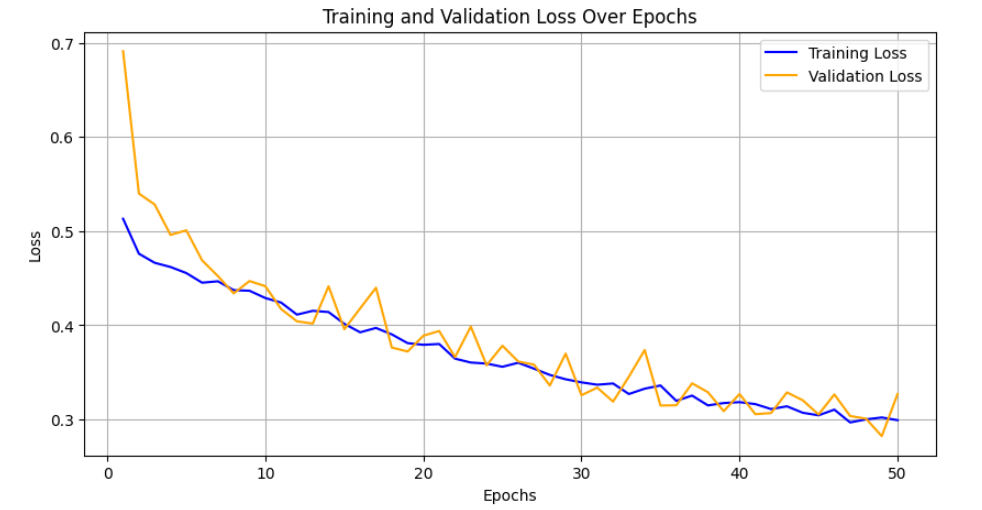 Training and Validation Loss Over Epochs
Training Loss
Validation Loss
Loss
0.7
0.6
0.5
0.4
0.3
0 10 20 30 40 50
Epochs